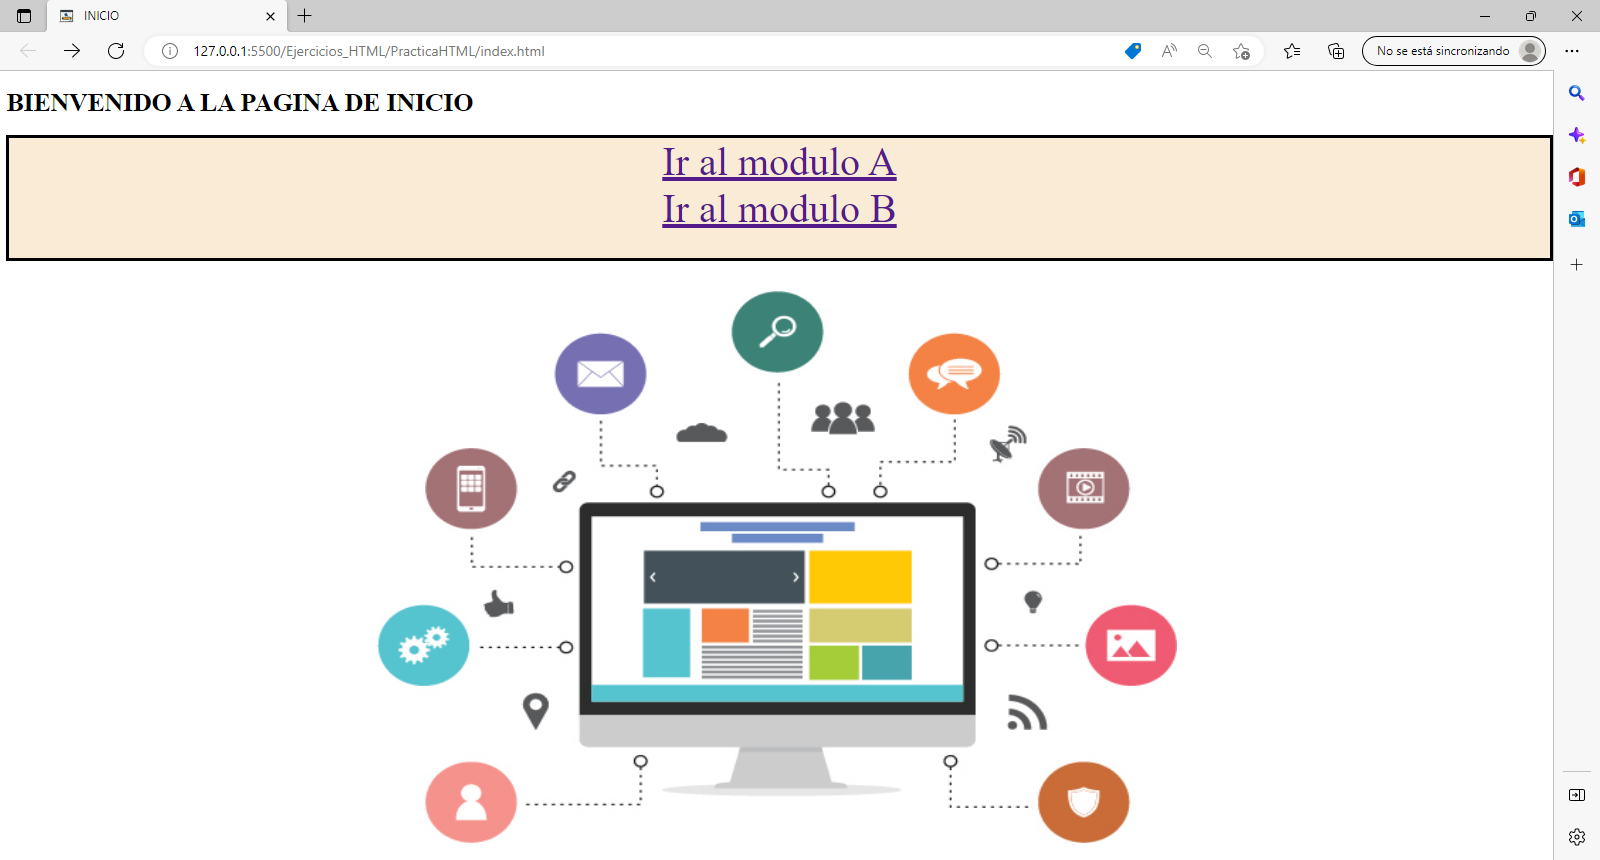 INICIO
127.0.0.1:5500/Ejercicios_HTML/PracticaHTML/index.html
No se está sincronizando
BIENVENIDO A LA PAGINA DE INICIO
Ir al modulo A
Ir al modulo B